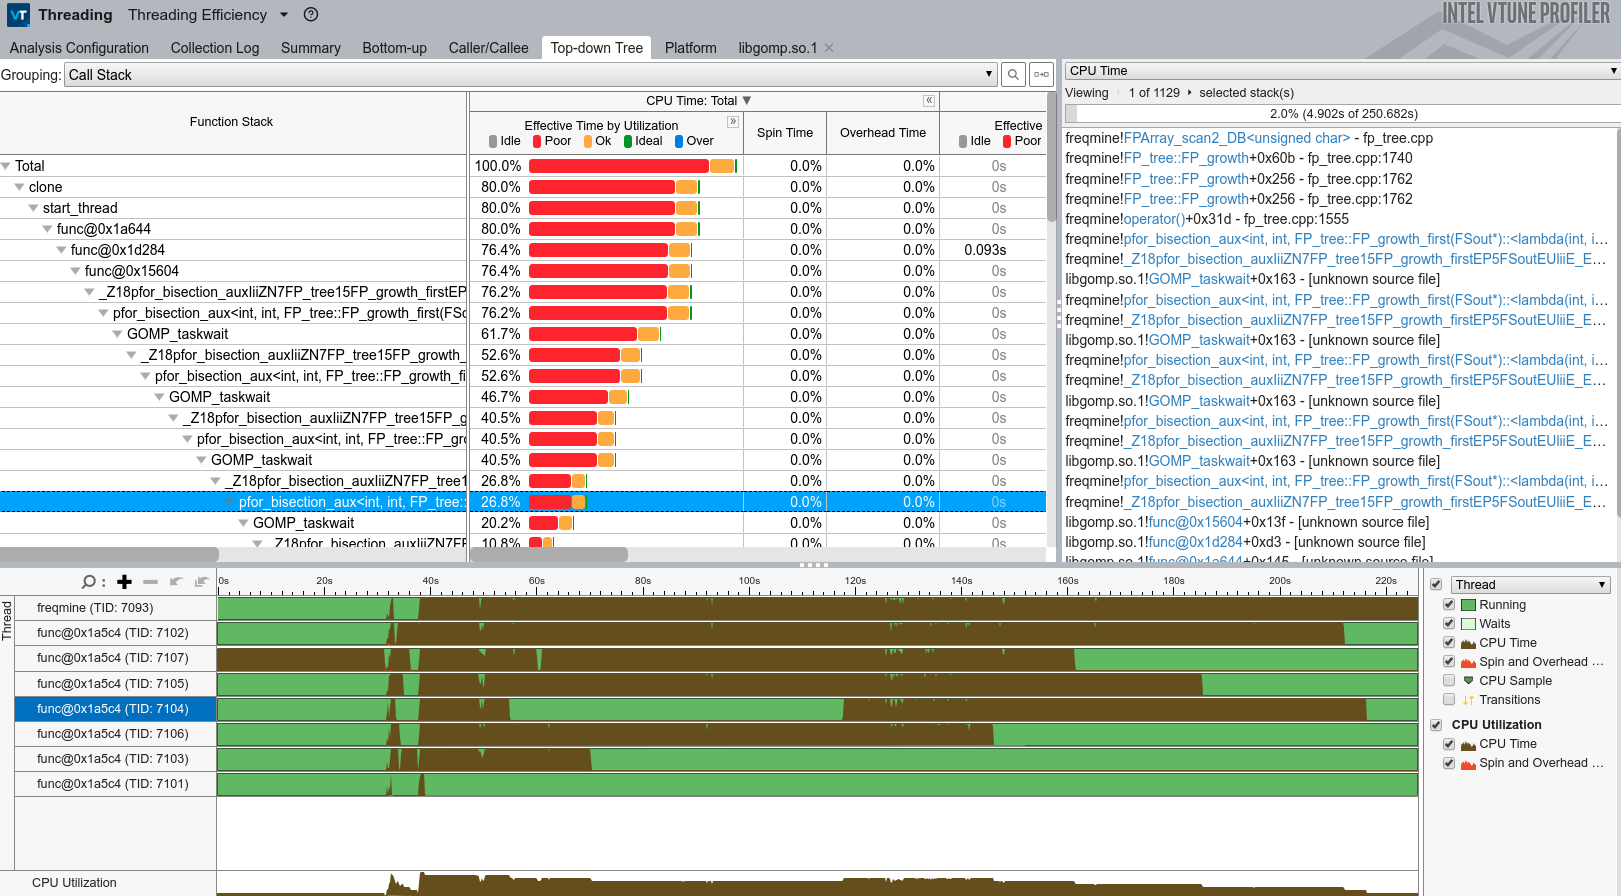 VT Threading Threading Efficiency
INTEL VTUNE PROFILER
Analysis Configuration Collection Log Summary Bottom-up Caller/Callee Top-down Tree Platform libgomp.so.1
Grouping: Call Stack
Function Stack
CPU Time: Total
Effective Time by Utilization
Idle Poor Ok Ideal Over
Spin Time
Overhead Time
Effective
Idle Poor
Total 100.0% 0.0% 0.0% 0s
clone 80.0% 0.0% 0.0% 0s
start_thread 80.0% 0.0% 0.0% 0s
func@0x1a644 80.0% 0.0% 0.0% 0s
func@0x1d284 76.4% 0.0% 0.0% 0.093s
func@0x15604 76.4% 0.0% 0.0% 0s
_Z18pfor_bisection_auxIiiZN7FP_tree15FP_growth_firstEP 76.2% 0.0% 0.0% 0s
pfor_bisection_aux<int, int, FP_tree::FP_growth_first(FSo 76.2% 0.0% 0.0% 0s
GOMP_taskwait 61.7% 0.0% 0.0% 0s
_Z18pfor_bisection_auxIiiZN7FP_tree15FP_growth_ 52.6% 0.0% 0.0% 0s
pfor_bisection_aux<int, int, FP_tree::FP_growth_fi 52.6% 0.0% 0.0% 0s
GOMP_taskwait 46.7% 0.0% 0.0% 0s
_Z18pfor_bisection_auxIiiZN7FP_tree15FP_g 40.5% 0.0% 0.0% 0s
pfor_bisection_aux<int, int, FP_tree::FP_gro 40.5% 0.0% 0.0% 0s
GOMP_taskwait 40.5% 0.0% 0.0% 0s
_Z18pfor_bisection_auxIiiZN7FP_tree1 26.8% 0.0% 0.0% 0s
pfor_bisection_aux<int, int, FP_tree:: 26.8% 0.0% 0.0% 0s
GOMP_taskwait 20.2% 0.0% 0.0% 0s
_Z18pfor_bisection_auxIiiZN7FF 10.8% 0.0% 0.0% 0s
CPU Time
Viewing 1 of 1129 selected stack(s)
2.0% (4.902s of 250.682s)
freqmine!FPArray_scan2_DB<unsigned char> - fp_tree.cpp
freqmine!FP_tree::FP_growth+0x60b - fp_tree.cpp:1740
freqmine!FP_tree::FP_growth+0x256 - fp_tree.cpp:1762
freqmine!FP_tree::FP_growth+0x256 - fp_tree.cpp:1762
freqmine!operator()+0x31d - fp_tree.cpp:1555
freqmine!pfor_bisection_aux<int, int, FP_tree::FP_growth_first(FSout*)::<lambda(int, i…
freqmine!_Z18pfor_bisection_auxIiiZN7FP_tree15FP_growth_firstEP5FSoutEUliiE_E…
libgomp.so.1!GOMP_taskwait+0x163 - [unknown source file]
freqmine!pfor_bisection_aux<int, int, FP_tree::FP_growth_first(FSout*)::<lambda(int, i…
freqmine!_Z18pfor_bisection_auxIiiZN7FP_tree15FP_growth_firstEP5FSoutEUliiE_E…
libgomp.so.1!GOMP_taskwait+0x163 - [unknown source file]
freqmine!pfor_bisection_aux<int, int, FP_tree::FP_growth_first(FSout*)::<lambda(int, i…
freqmine!_Z18pfor_bisection_auxIiiZN7FP_tree15FP_growth_firstEP5FSoutEUliiE_E…
libgomp.so.1!GOMP_taskwait+0x163 - [unknown source file]
freqmine!pfor_bisection_aux<int, int, FP_tree::FP_growth_first(FSout*)::<lambda(int, i…
freqmine!_Z18pfor_bisection_auxIiiZN7FP_tree15FP_growth_firstEP5FSoutEUliiE_E…
libgomp.so.1!GOMP_taskwait+0x163 - [unknown source file]
freqmine!pfor_bisection_aux<int, int, FP_tree::FP_growth_first(FSout*)::<lambda(int, i…
freqmine!_Z18pfor_bisection_auxIiiZN7FP_tree15FP_growth_firstEP5FSoutEUliiE_E…
libgomp.so.1!func@0x15604+0x13f - [unknown source file]
libgomp.so.1!func@0x1d284+0xd3 - [unknown source file]
libgomp.so.1!func@0x1a644+0x145 - [unknown source file]
0s 20s 40s 60s 80s 100s 120s 140s 160s 180s 200s 220s
Thread
freqmine (TID: 7093)
func@0x1a5c4 (TID: 7102)
func@0x1a5c4 (TID: 7107)
func@0x1a5c4 (TID: 7105)
func@0x1a5c4 (TID: 7104)
func@0x1a5c4 (TID: 7106)
func@0x1a5c4 (TID: 7103)
func@0x1a5c4 (TID: 7101)
CPU Utilization
Thread
Running
Waits
CPU Time
Spin and Overhead …
CPU Sample
Transitions
CPU Utilization
CPU Time
Spin and Overhead …